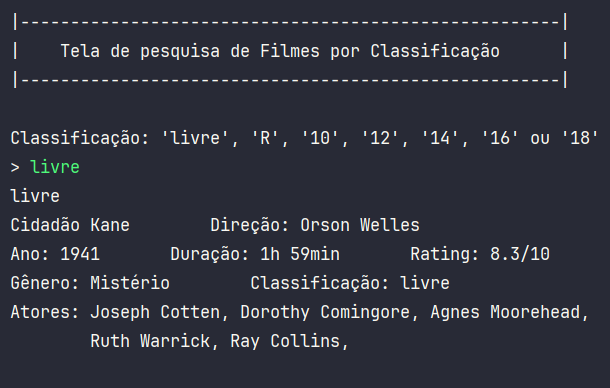 |------------------------------------------------------|
|    Tela de pesquisa de Filmes por Classificação      |
|------------------------------------------------------|

Classificação: 'livre', 'R', '10', '12', '14', '16' ou '18'
> livre
livre
Cidadão Kane        Direção: Orson Welles
Ano: 1941       Duração: 1h 59min       Rating: 8.3/10
Gênero: Mistério        Classificação: livre
Atores: Joseph Cotten, Dorothy Comingore, Agnes Moorehead,
        Ruth Warrick, Ray Collins,